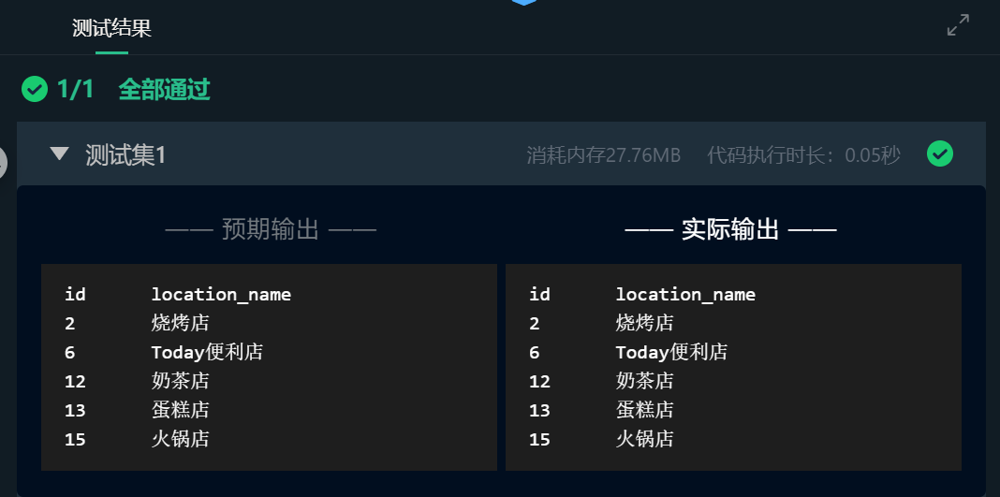 测试结果
1/1 全部通过
测试集1 消耗内存27.76MB 代码执行时长：0.05秒
—— 预期输出 ——
id location_name
2 烧烤店
6 Today便利店
12 奶茶店
13 蛋糕店
15 火锅店
—— 实际输出 ——
id location_name
2 烧烤店
6 Today便利店
12 奶茶店
13 蛋糕店
15 火锅店